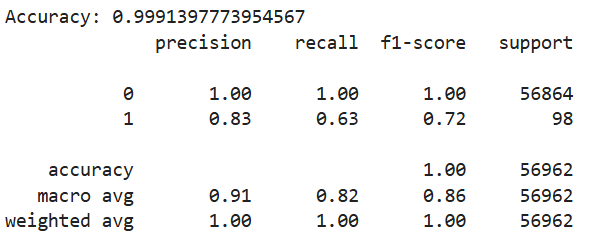 Accuracy: 0.9991397773954567
precision recall f1-score support
0 1.00 1.00 1.00 56864
1 0.83 0.63 0.72 98
accuracy 1.00 56962
macro avg 0.91 0.82 0.86 56962
weighted avg 1.00 1.00 1.00 56962